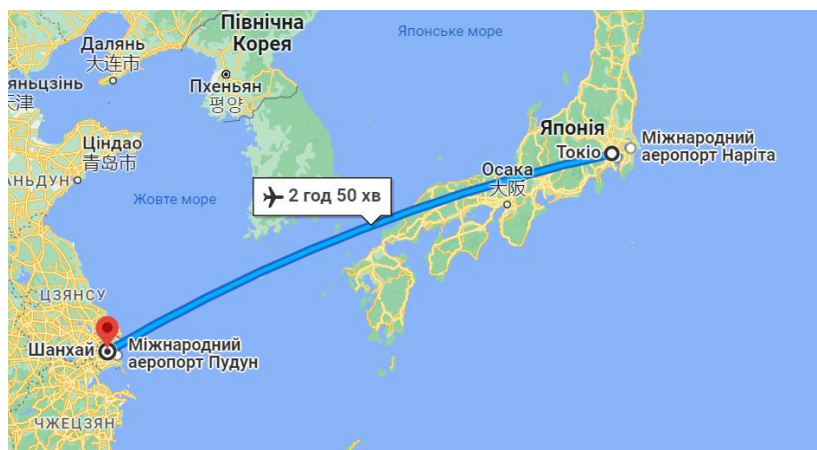 Північна
Корея
Японське море
Далянь
大连市
яньцзінь
天津
Пхеньян
평양
Японія
Токіо
Міжнародний
аеропорт Наріта
Ціндао
青岛市
АНЬДУН
Осака
大阪
2 год 50 хв
Жовте море
ЦЗЯНСУ
Шанхай
Міжнародний
аеропорт Пудун
ЧЖЕЦЗЯН